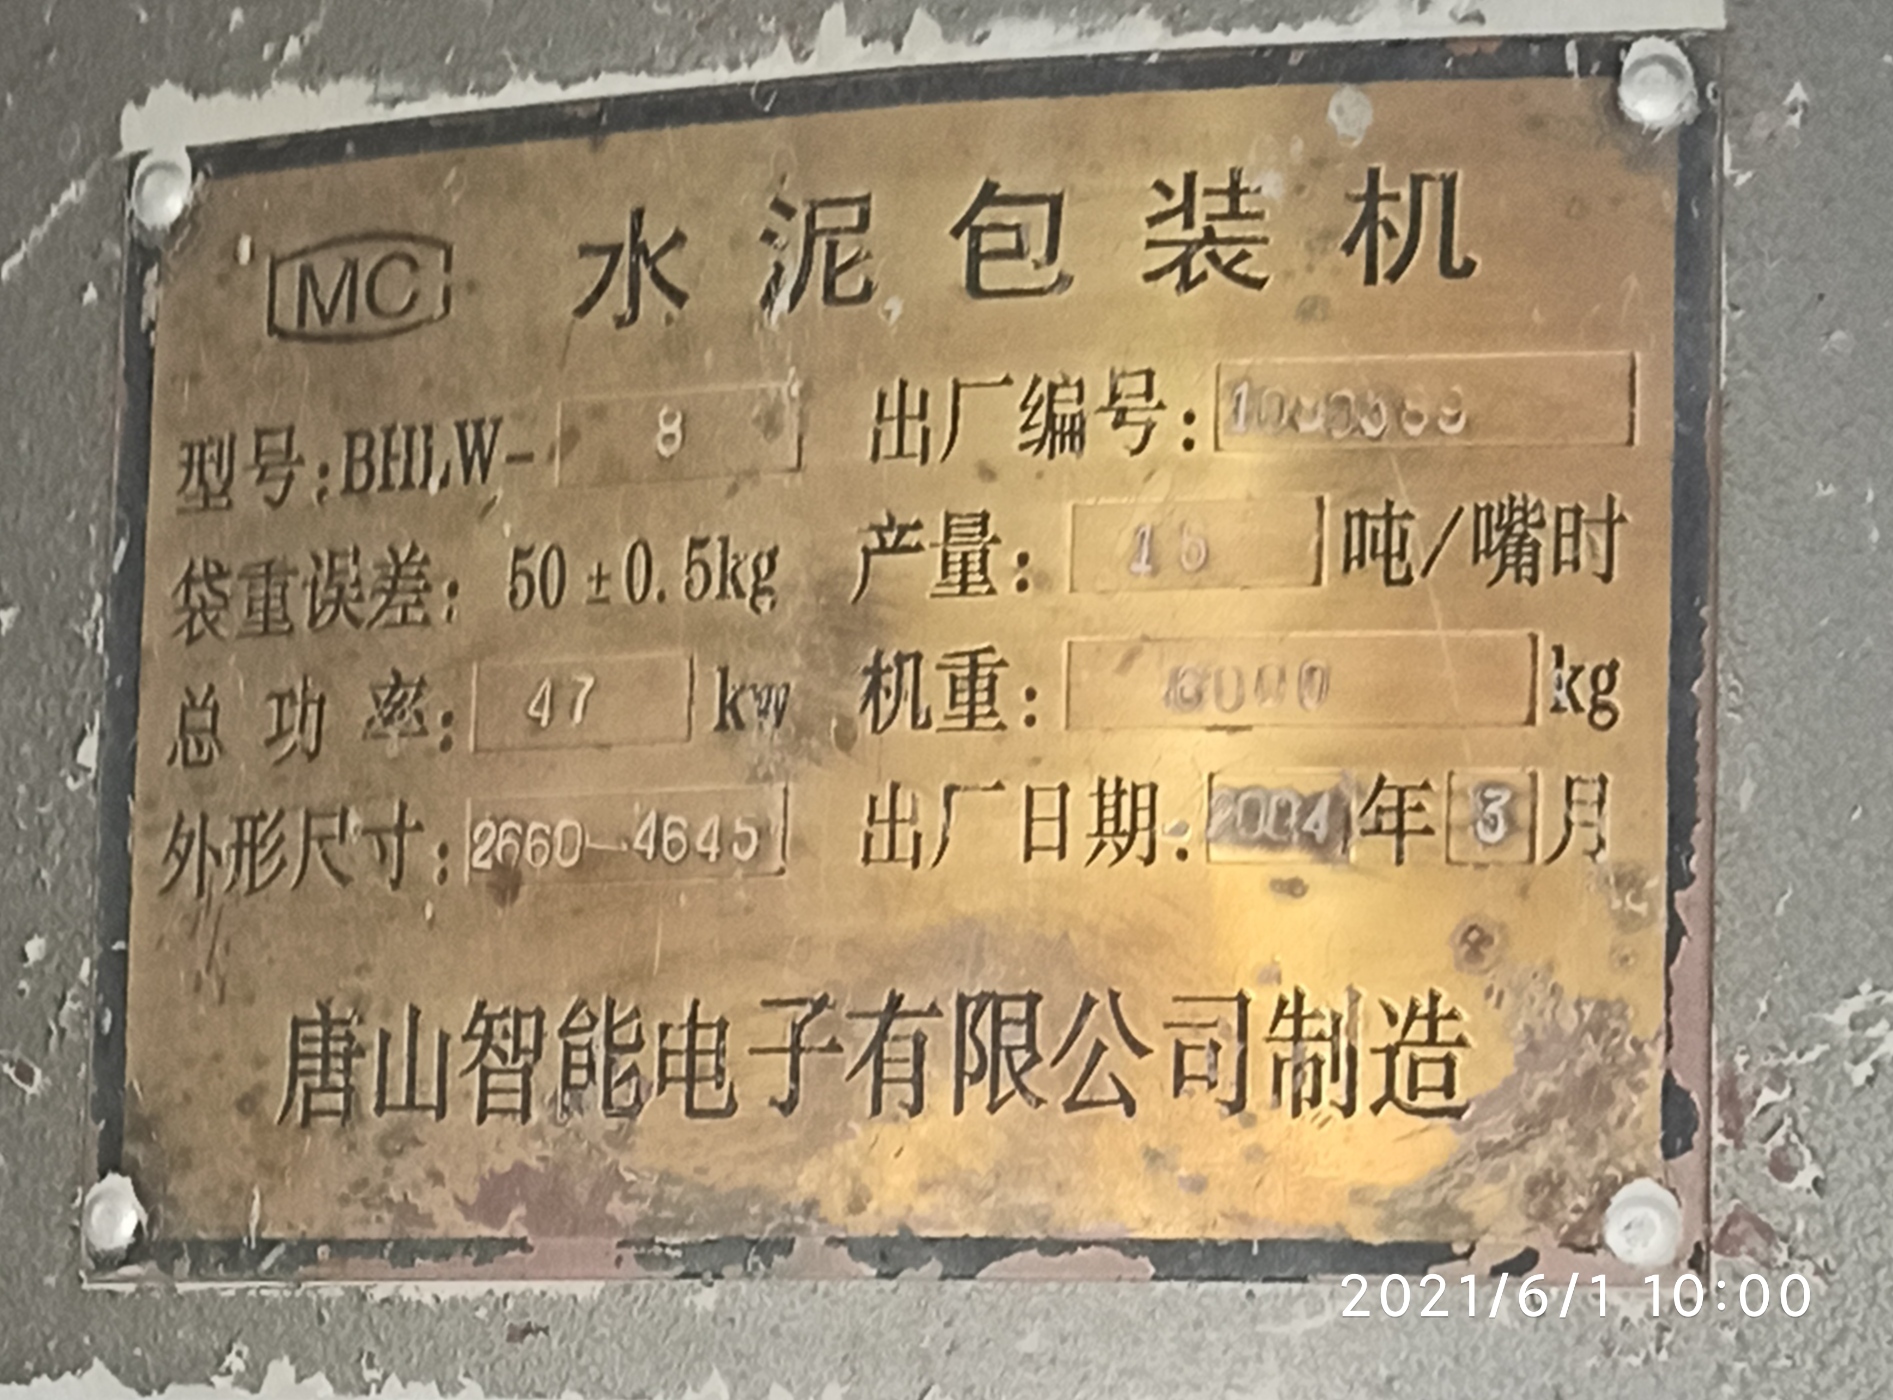 MC 水泥包装机
型号:BHLW- 8 出厂编号:
袋重误差: 50±0.5kg 产量: 15 吨/嘴时
总功率: 47 kw 机重: kg
外形尺寸: 2660-4645 出厂日期: 2004 年 3 月
唐山智能电子有限公司制造
2021/6/1 10:00